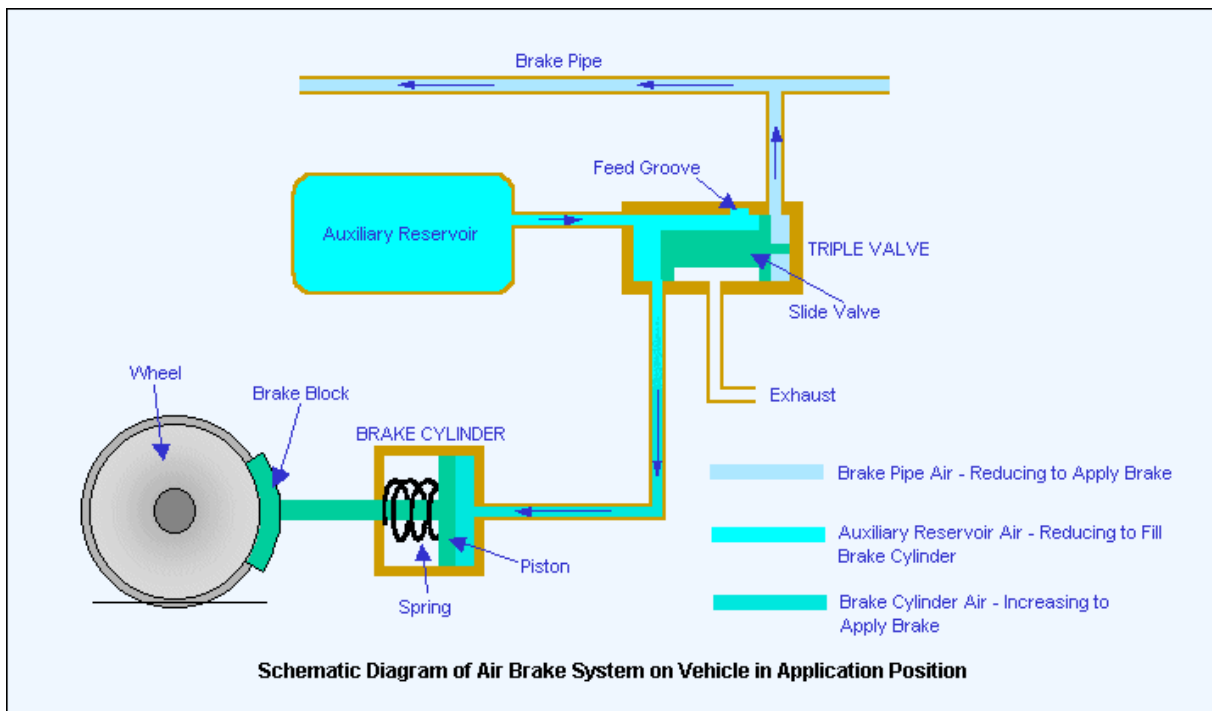 Brake Pipe
Feed Groove
Auxiliary Reservoir
TRIPLE VALVE
Slide Valve
Wheel
Brake Block
Exhaust
BRAKE CYLINDER
Brake Pipe Air - Reducing to Apply Brake
Auxiliary Reservoir Air - Reducing to Fill
Brake Cylinder
Piston
Spring
Brake Cylinder Air - Increasing to
Apply Brake
Schematic Diagram of Air Brake System on Vehicle in Application Position